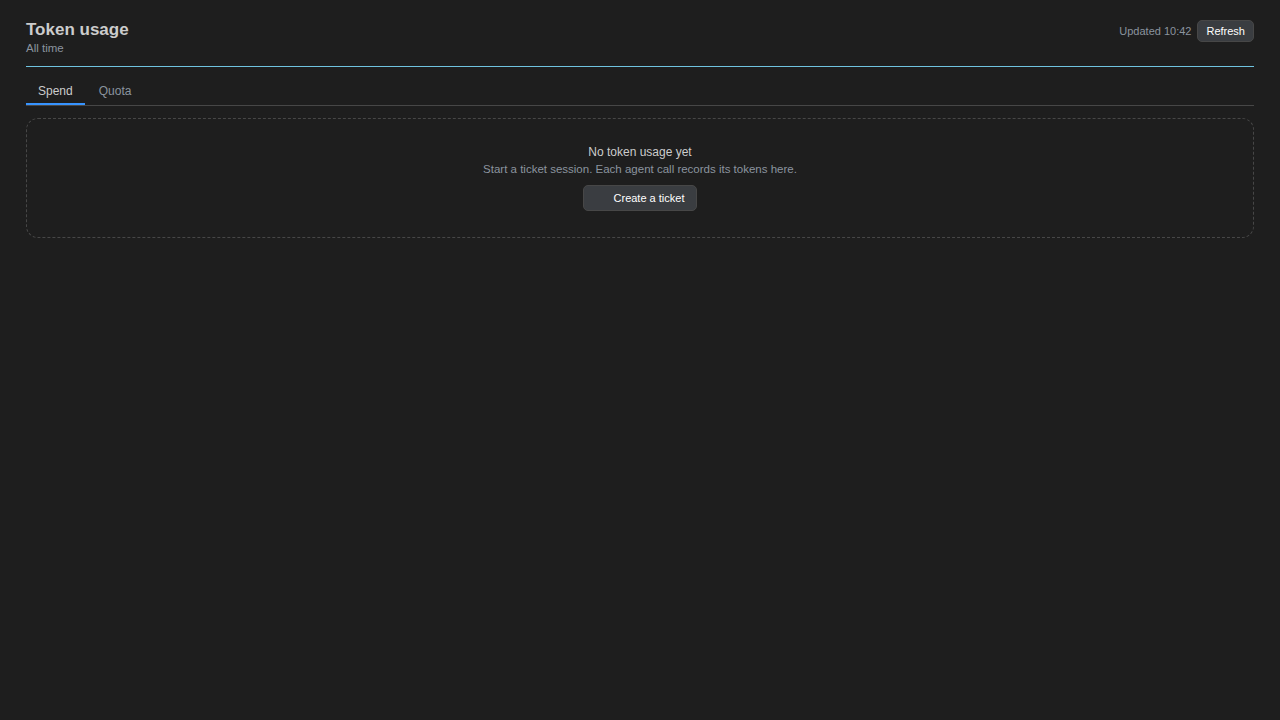 Token usage
All time
Updated 10:42
Refresh
Spend
Quota
No token usage yet
Start a ticket session. Each agent call records its tokens here.
Create a ticket